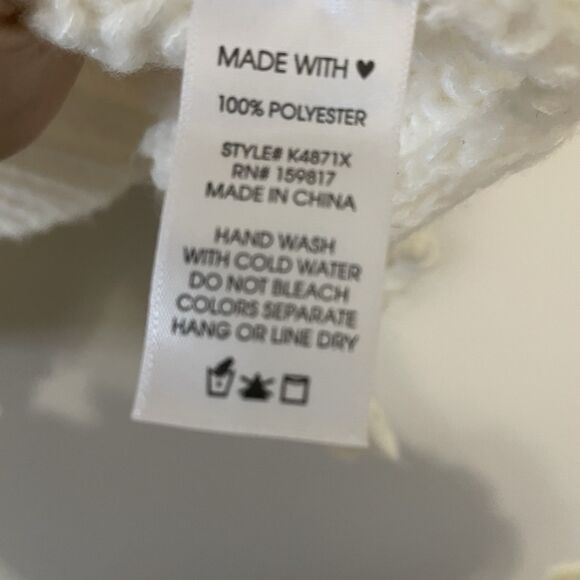 MADE WITH ♥
100% POLYESTER
STYLE# K4871X
RN# 159817
MADE IN CHINA
HAND WASH
WITH COLD WATER
DO NOT BLEACH
COLORS SEPARATE
HANG OR LINE DRY